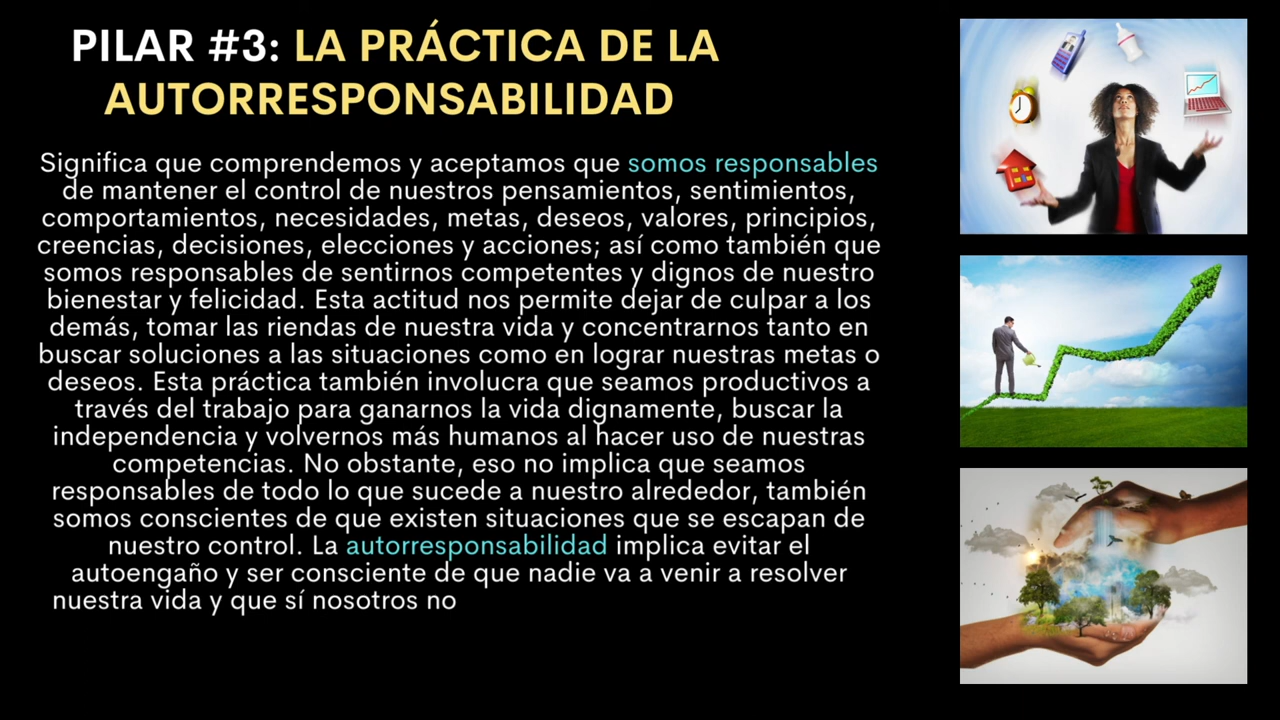 PILAR #3: LA PRÁCTICA DE LA
AUTORRESPONSABILIDAD
Significa que comprendemos y aceptamos que somos responsables
de mantener el control de nuestros pensamientos, sentimientos,
comportamientos, necesidades, metas, deseos, valores, principios,
creencias, decisiones, elecciones y acciones; así como también que
somos responsables de sentirnos competentes y dignos de nuestro
bienestar y felicidad. Esta actitud nos permite dejar de culpar a los
demás, tomar las riendas de nuestra vida y concentrarnos tanto en
buscar soluciones a las situaciones como en lograr nuestras metas o
deseos. Esta práctica también involucra que seamos productivos a
través del trabajo para ganarnos la vida dignamente, buscar la
independencia y volvernos más humanos al hacer uso de nuestras
competencias. No obstante, eso no implica que seamos
responsables de todo lo que sucede a nuestro alrededor, también
somos conscientes de que existen situaciones que se escapan de
nuestro control. La autorresponsabilidad implica evitar el
autoengaño y ser consciente de que nadie va a venir a resolver
nuestra vida y que sí nosotros no